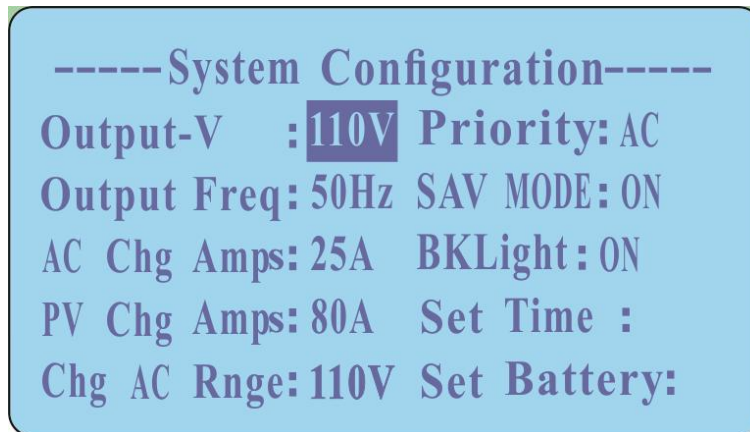 -----System Configuration-----
Output-V : 110V Priority: AC
Output Freq: 50Hz SAV MODE: ON
AC Chg Amps: 25A BKLight: ON
PV Chg Amps: 80A Set Time :
Chg AC Rnge: 110V Set Battery: